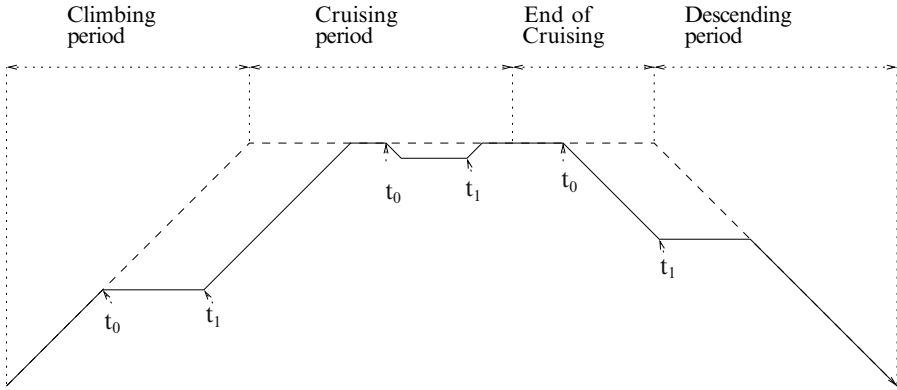 Climbing
period
Cruising
period
End of
Cruising
Descending
period
t₀
t₁
t₀
t₁
t₀
t₁